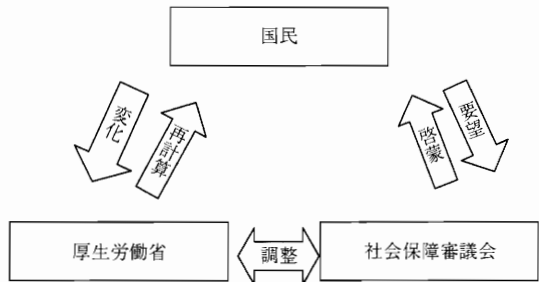 国民
変化
再計算
啓蒙
要望
厚生労働省
調整
社会保障審議会